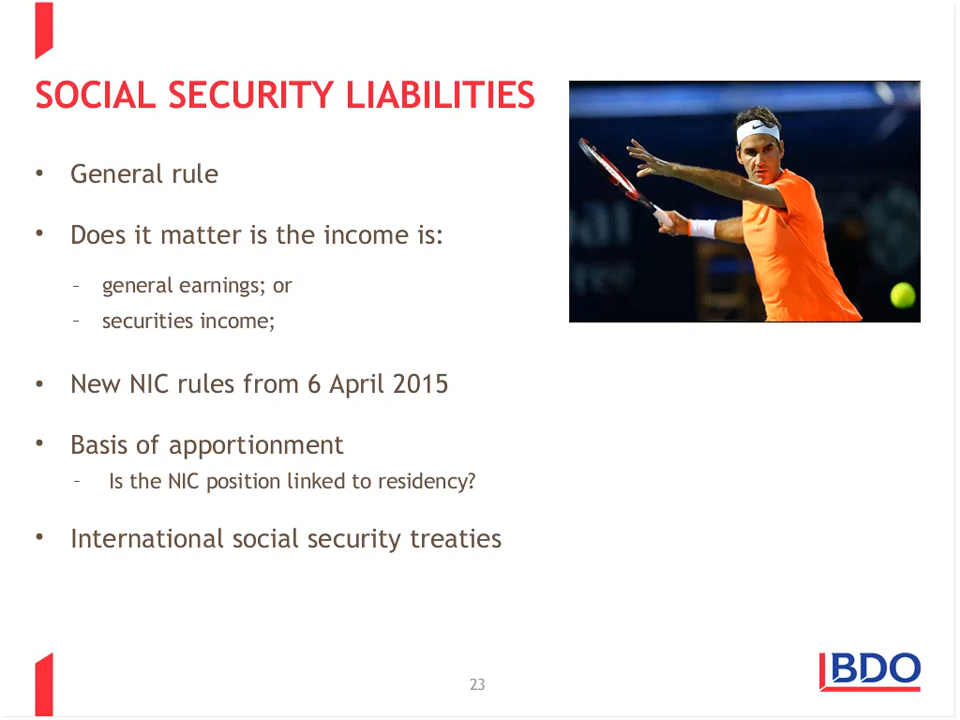 SOCIAL SECURITY LIABILITIES
• General rule
• Does it matter is the income is:
– general earnings; or
– securities income;
• New NIC rules from 6 April 2015
• Basis of apportionment
– Is the NIC position linked to residency?
• International social security treaties
23
BDO